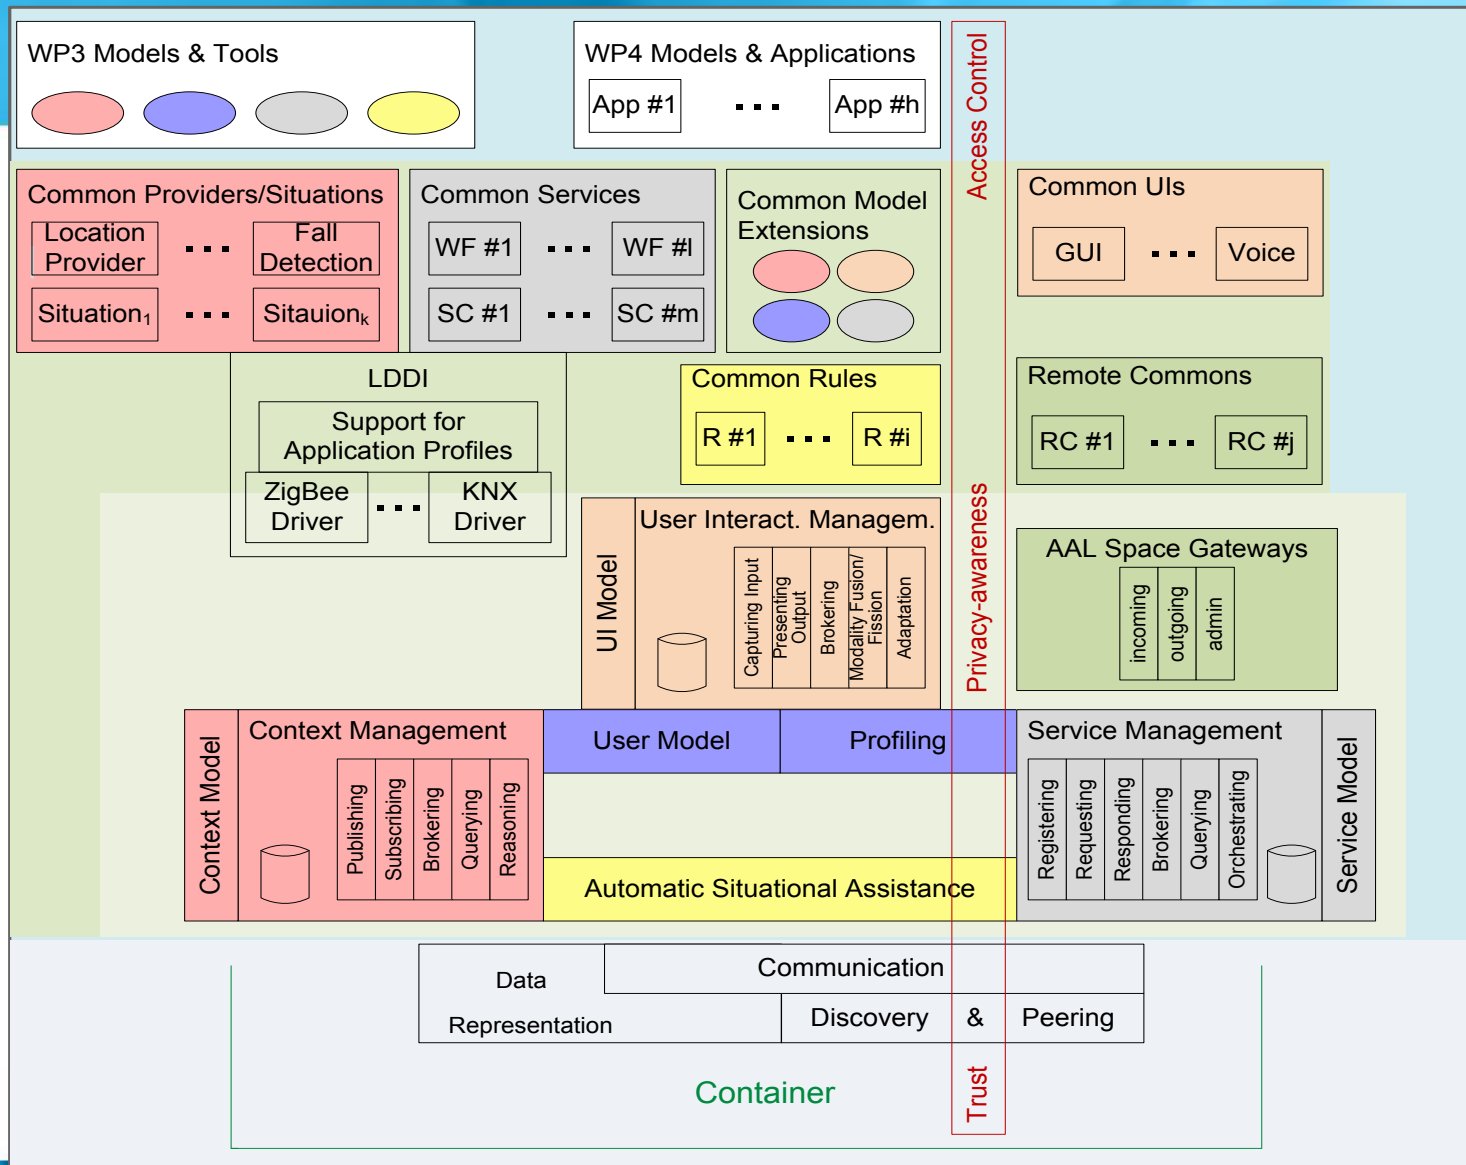 WP3 Models & Tools
WP4 Models & Applications
App #1
...
App #h
Access Control
Common Providers/Situations
Location
Provider
...
Fall
Detection
Situation1
...
Sitauionk
Common Services
WF #1
...
WF #l
SC #1
...
SC #m
Common Model
Extensions
Common UIs
GUI
...
Voice
LDDI
Support for
Application Profiles
ZigBee
Driver
...
KNX
Driver
Common Rules
R #1
...
R #i
Remote Commons
RC #1
...
RC #j
Privacy-awareness
UI Model
User Interact. Managem.
Capturing Input
Presenting
Output
Brokering
Modality Fusion/
Fission
Adaptation
AAL Space Gateways
incoming
outgoing
admin
Context Model
Context Management
Publishing
Subscribing
Brokering
Querying
Reasoning
User Model
Profiling
Automatic Situational Assistance
Service Management
Registering
Requesting
Responding
Brokering
Querying
Orchestrating
Service Model
Data
Representation
Communication
Discovery & Peering
Trust
Container